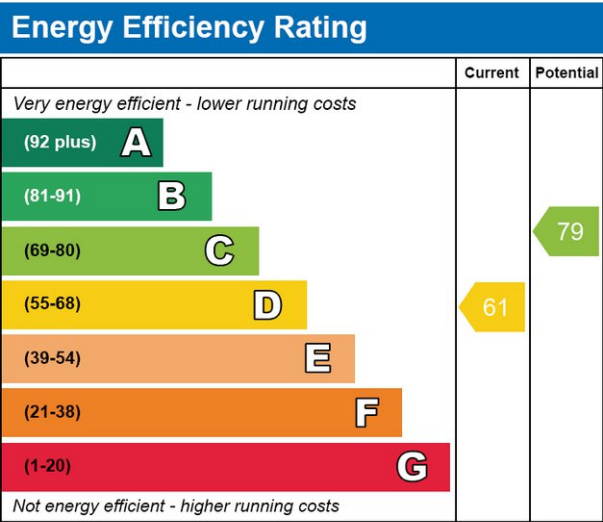 Energy Efficiency Rating
Current Potential
Very energy efficient - lower running costs
(92 plus) A
(81-91) B
(69-80) C
79
(55-68) D
61
(39-54) E
(21-38) F
(1-20) G
Not energy efficient - higher running costs